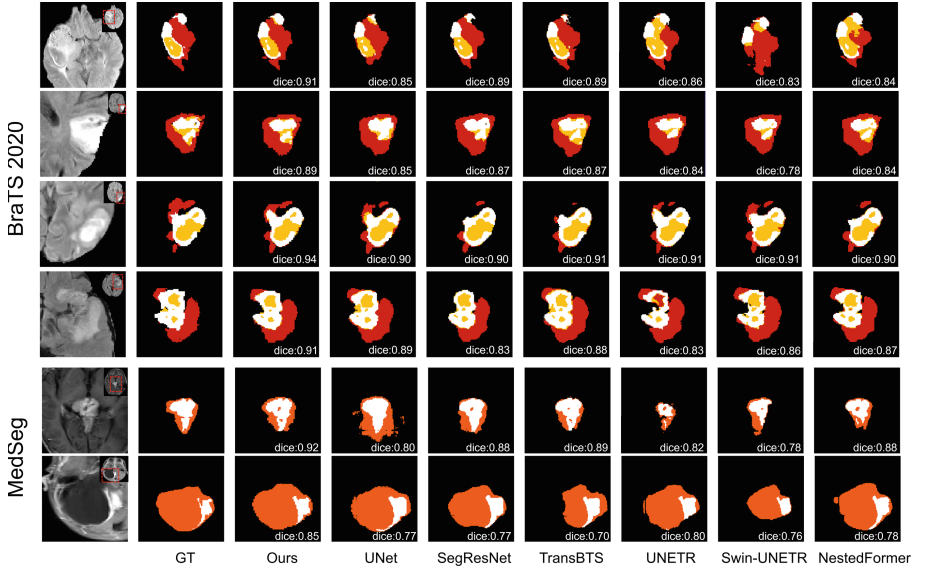 BraTS 2020
dice:0.91 dice:0.85 dice:0.89 dice:0.89 dice:0.86 dice:0.83 dice:0.84
dice:0.89 dice:0.85 dice:0.87 dice:0.87 dice:0.84 dice:0.78 dice:0.84
dice:0.94 dice:0.90 dice:0.90 dice:0.91 dice:0.91 dice:0.91 dice:0.90
dice:0.91 dice:0.89 dice:0.83 dice:0.88 dice:0.83 dice:0.86 dice:0.87
MedSeg
dice:0.92 dice:0.80 dice:0.88 dice:0.89 dice:0.82 dice:0.78 dice:0.88
dice:0.85 dice:0.77 dice:0.77 dice:0.70 dice:0.80 dice:0.76 dice:0.78
GT Ours UNet SegResNet TransBTS UNETR Swin-UNETR NestedFormer